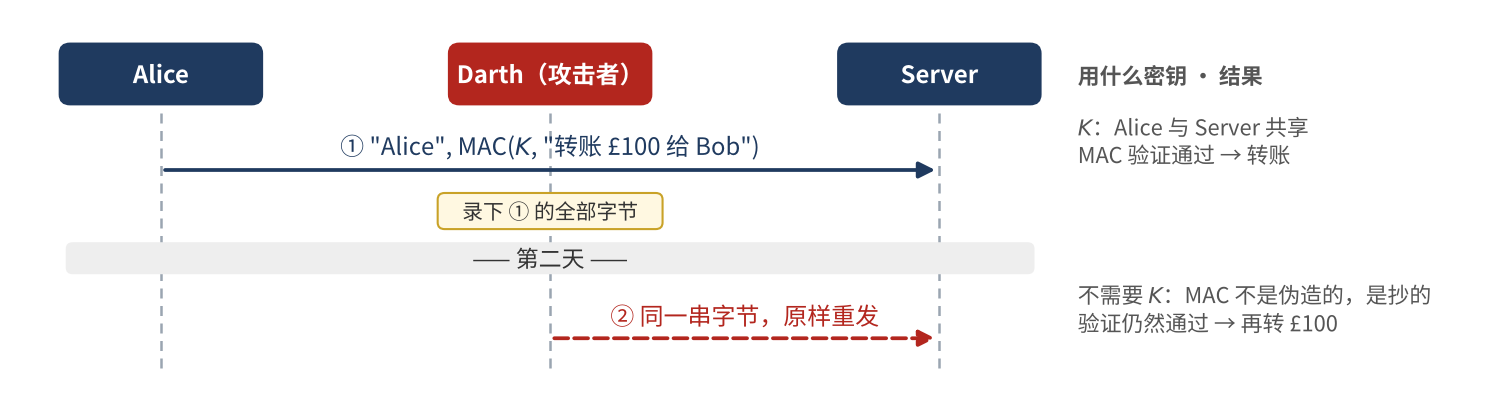 Alice
Darth（攻击者）
Server
用什么密钥 · 结果
① "Alice", MAC(K, "转账 £100 给 Bob")
K：Alice 与 Server 共享
MAC 验证通过 → 转账
录下 ① 的全部字节
—— 第二天 ——
② 同一串字节，原样重发
不需要 K：MAC 不是伪造的，是抄的
验证仍然通过 → 再转 £100